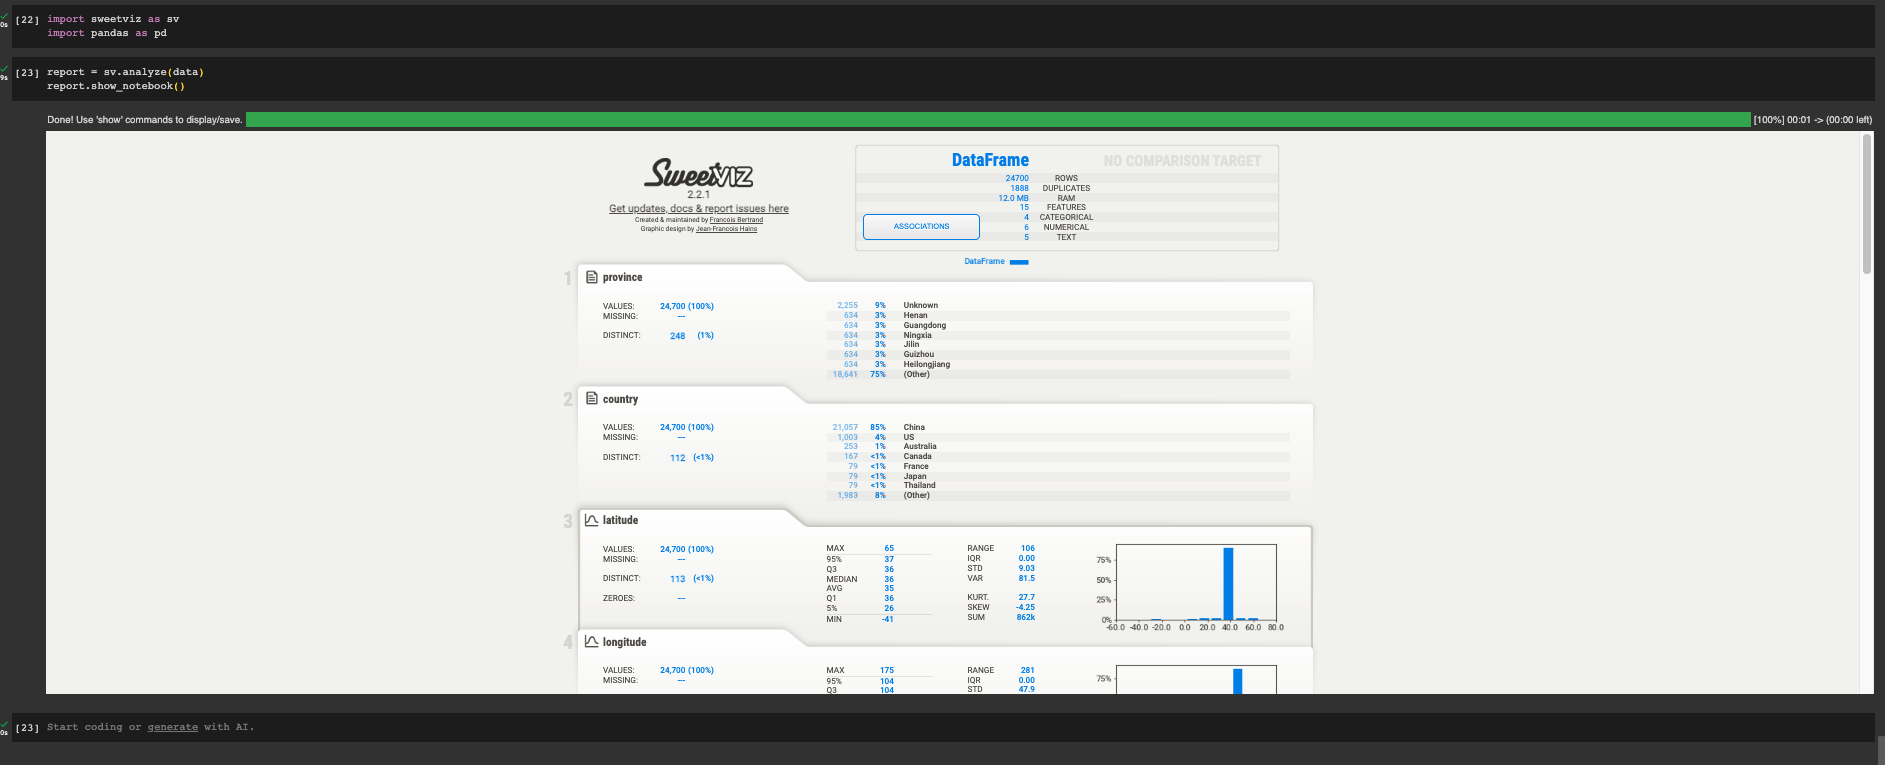 [22] import sweetviz as sv
import pandas as pd
0s
[23] report = sv.analyze(data)
report.show_notebook()
9s
Done! Use 'show' commands to display/save. [100%] 00:01 -> (00:00 left)
SweetVIZ
2.2.1
Get updates, docs & report issues here
Created & maintained by Francois Bertrand
Graphic design by Jean-Francois Hains
DataFrame NO COMPARISON TARGET
24700 ROWS
1888 DUPLICATES
12.0 MB RAM
15 FEATURES
4 CATEGORICAL
6 NUMERICAL
5 TEXT
ASSOCIATIONS
DataFrame
1 province
VALUES: 24,700 (100%)
MISSING: ---
DISTINCT: 248 (1%)
2,255 9% Unknown
634 3% Henan
634 3% Guangdong
634 3% Ningxia
634 3% Jilin
634 3% Guizhou
634 3% Heilongjiang
18,641 75% (Other)
2 country
VALUES: 24,700 (100%)
MISSING: ---
DISTINCT: 112 (<1%)
21,057 85% China
1,003 4% US
253 1% Australia
167 <1% Canada
79 <1% France
79 <1% Japan
79 <1% Thailand
1,983 8% (Other)
3 latitude
VALUES: 24,700 (100%)
MISSING: ---
DISTINCT: 113 (<1%)
ZEROES: ---
MAX 65
95% 37
Q3 36
MEDIAN 36
AVG 35
Q1 36
5% 26
MIN -41
RANGE 106
IQR 0.00
STD 9.03
VAR 81.5
KURT. 27.7
SKEW -4.25
SUM 862k
75%
50%
25%
0%
-60.0 -40.0 -20.0 0.0 20.0 40.0 60.0 80.0
4 longitude
VALUES: 24,700 (100%)
MISSING: ---
MAX 175
95% 104
Q3 104
RANGE 281
IQR 0.00
STD 47.9
75%
[23] Start coding or generate with AI.
0s